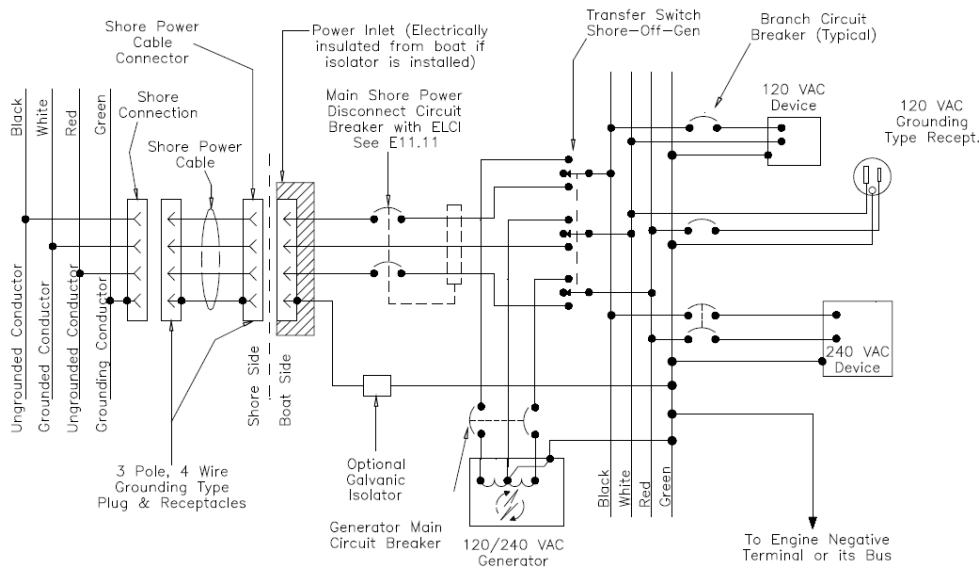 Shore Power
Cable
Connector
Power Inlet (Electrically
insulated from boat if
isolator is installed)
Transfer Switch
Shore-Off-Gen
Branch Circuit
Breaker (Typical)
Black
White
Red
Green
Shore
Connection
Shore Power
Cable
Main Shore Power
Disconnect Circuit
Breaker with ELCI
See E11.11
120 VAC
Device
120 VAC
Grounding
Type Recept.
Ungrounded Conductor
Grounded Conductor
Ungrounded Conductor
Grounding Conductor
Shore Side
Boat Side
240 VAC
Device
3 Pole, 4 Wire
Grounding Type
Plug & Receptacles
Optional
Galvanic
Isolator
Generator Main
Circuit Breaker
120/240 VAC
Generator
Black
White
Red
Green
To Engine Negative
Terminal or its Bus